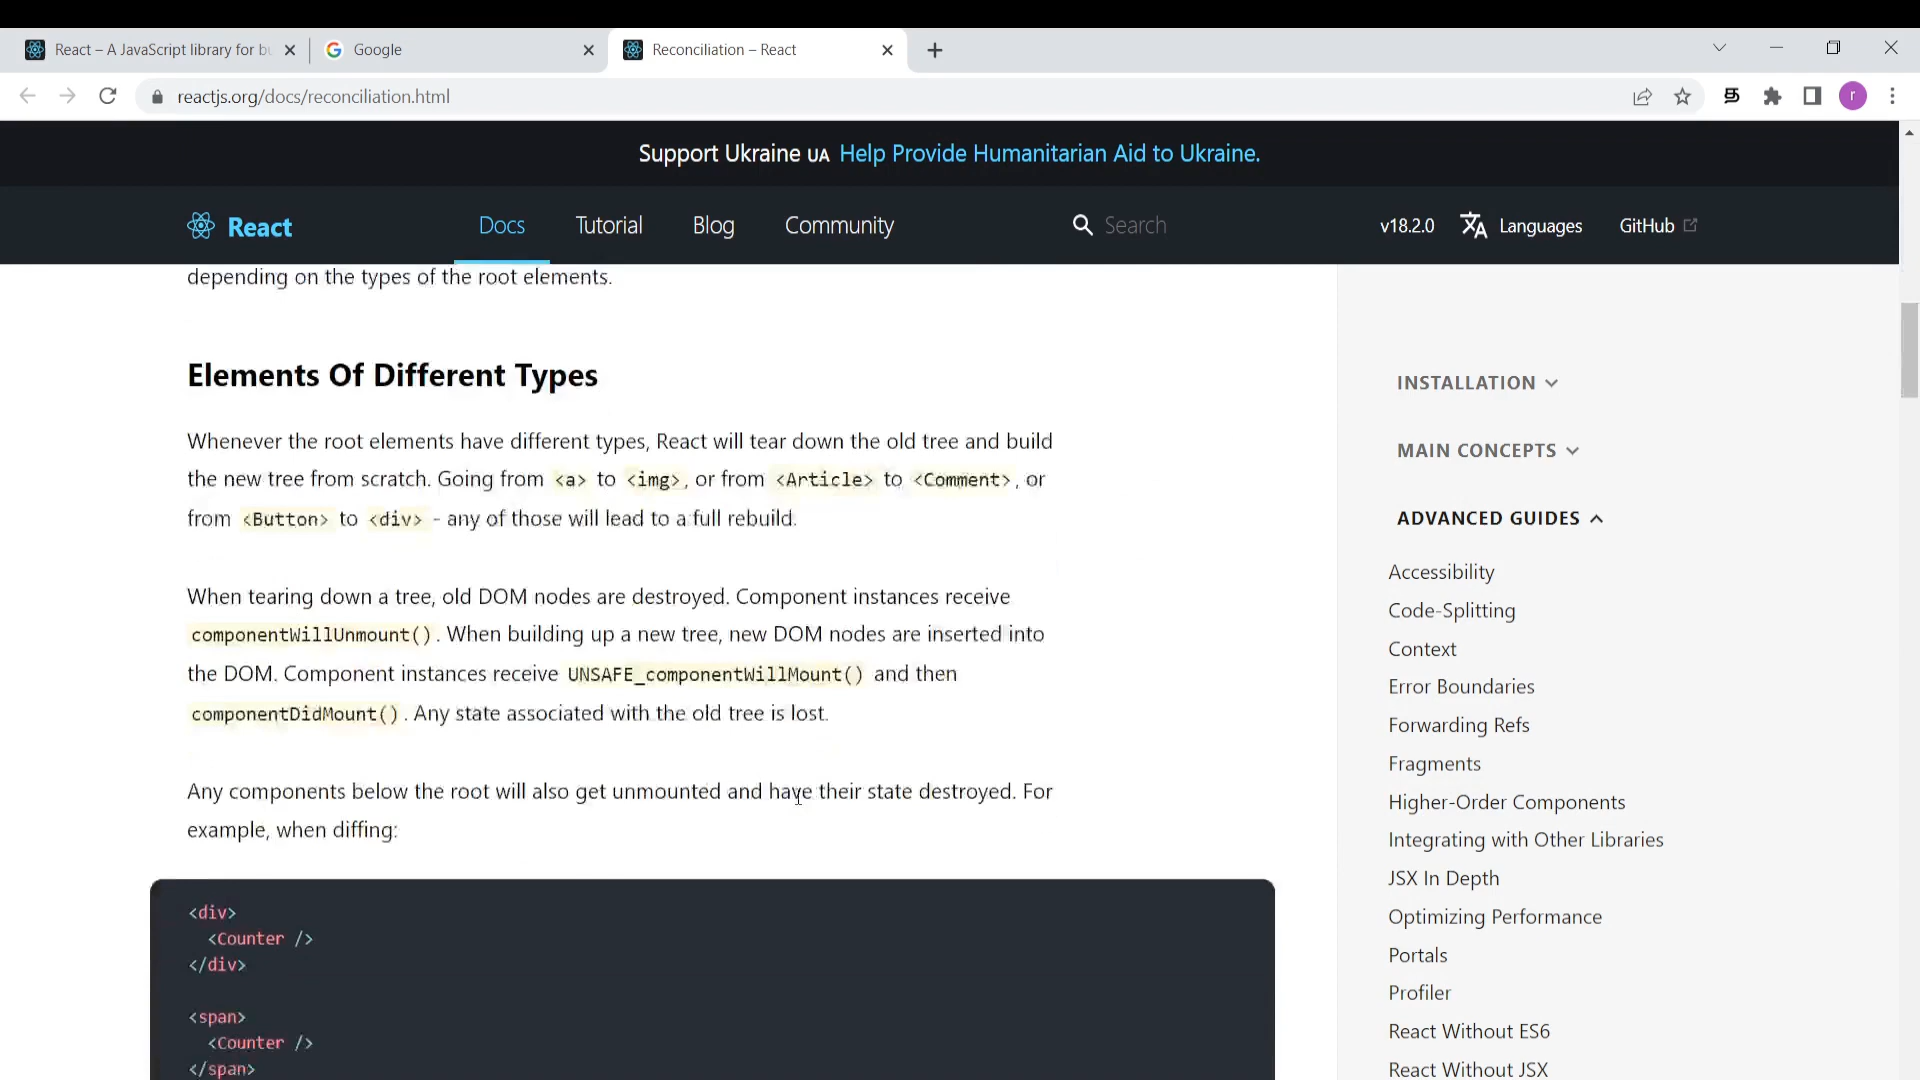 React – A JavaScript library for bu
Google
Reconciliation – React
reactjs.org/docs/reconciliation.html
r
Support Ukraine UA Help Provide Humanitarian Aid to Ukraine.
React
Docs
Tutorial
Blog
Community
Search
v18.2.0
Languages
GitHub
depending on the types of the root elements.
Elements Of Different Types
Whenever the root elements have different types, React will tear down the old tree and build
the new tree from scratch. Going from <a> to <img>, or from <Article> to <Comment>, or
from <Button> to <div> - any of those will lead to a full rebuild.
When tearing down a tree, old DOM nodes are destroyed. Component instances receive
componentWillUnmount(). When building up a new tree, new DOM nodes are inserted into
the DOM. Component instances receive UNSAFE_componentWillMount() and then
componentDidMount(). Any state associated with the old tree is lost.
Any components below the root will also get unmounted and have their state destroyed. For
example, when diffing:
<div>
<Counter />
</div>
<span>
<Counter />
</span>
INSTALLATION
MAIN CONCEPTS
ADVANCED GUIDES
Accessibility
Code-Splitting
Context
Error Boundaries
Forwarding Refs
Fragments
Higher-Order Components
Integrating with Other Libraries
JSX In Depth
Optimizing Performance
Portals
Profiler
React Without ES6
React Without JSX